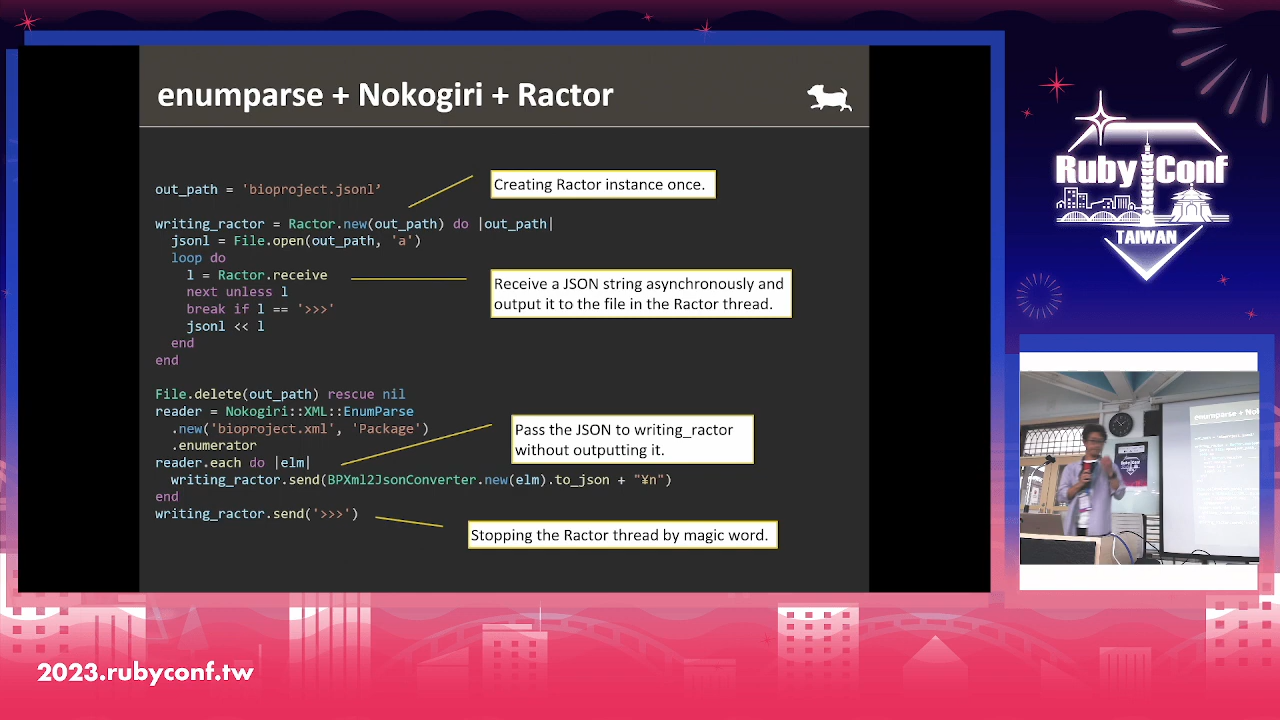 enumparse + Nokogiri + Ractor
out_path = 'bioproject.jsonl’
Creating Ractor instance once.
writing_ractor = Ractor.new(out_path) do |out_path|
jsonl = File.open(out_path, 'a')
loop do
l = Ractor.receive
next unless l
break if l == '>>>'
jsonl << l
end
end
Receive a JSON string asynchronously and
output it to the file in the Ractor thread.
File.delete(out_path) rescue nil
reader = Nokogiri::XML::EnumParse
.new('bioproject.xml', 'Package')
.enumerator
reader.each do |elm|
writing_ractor.send(BPXml2JsonConverter.new(elm).to_json + "¥n")
end
writing_ractor.send('>>>')
Pass the JSON to writing_ractor
without outputting it.
Stopping the Ractor thread by magic word.
RubyConf
TAIWAN
enumparse + No
2023.rubyconf.tw